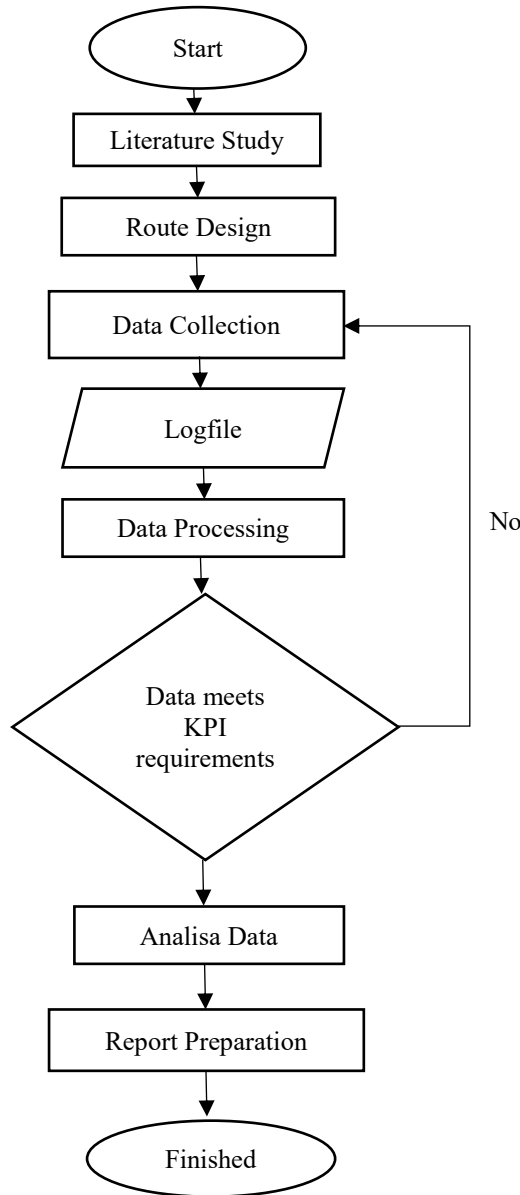 Start
Literature Study
Route Design
Data Collection
Logfile
Data Processing
No
Data meets
KPI
requirements
Analisa Data
Report Preparation
Finished